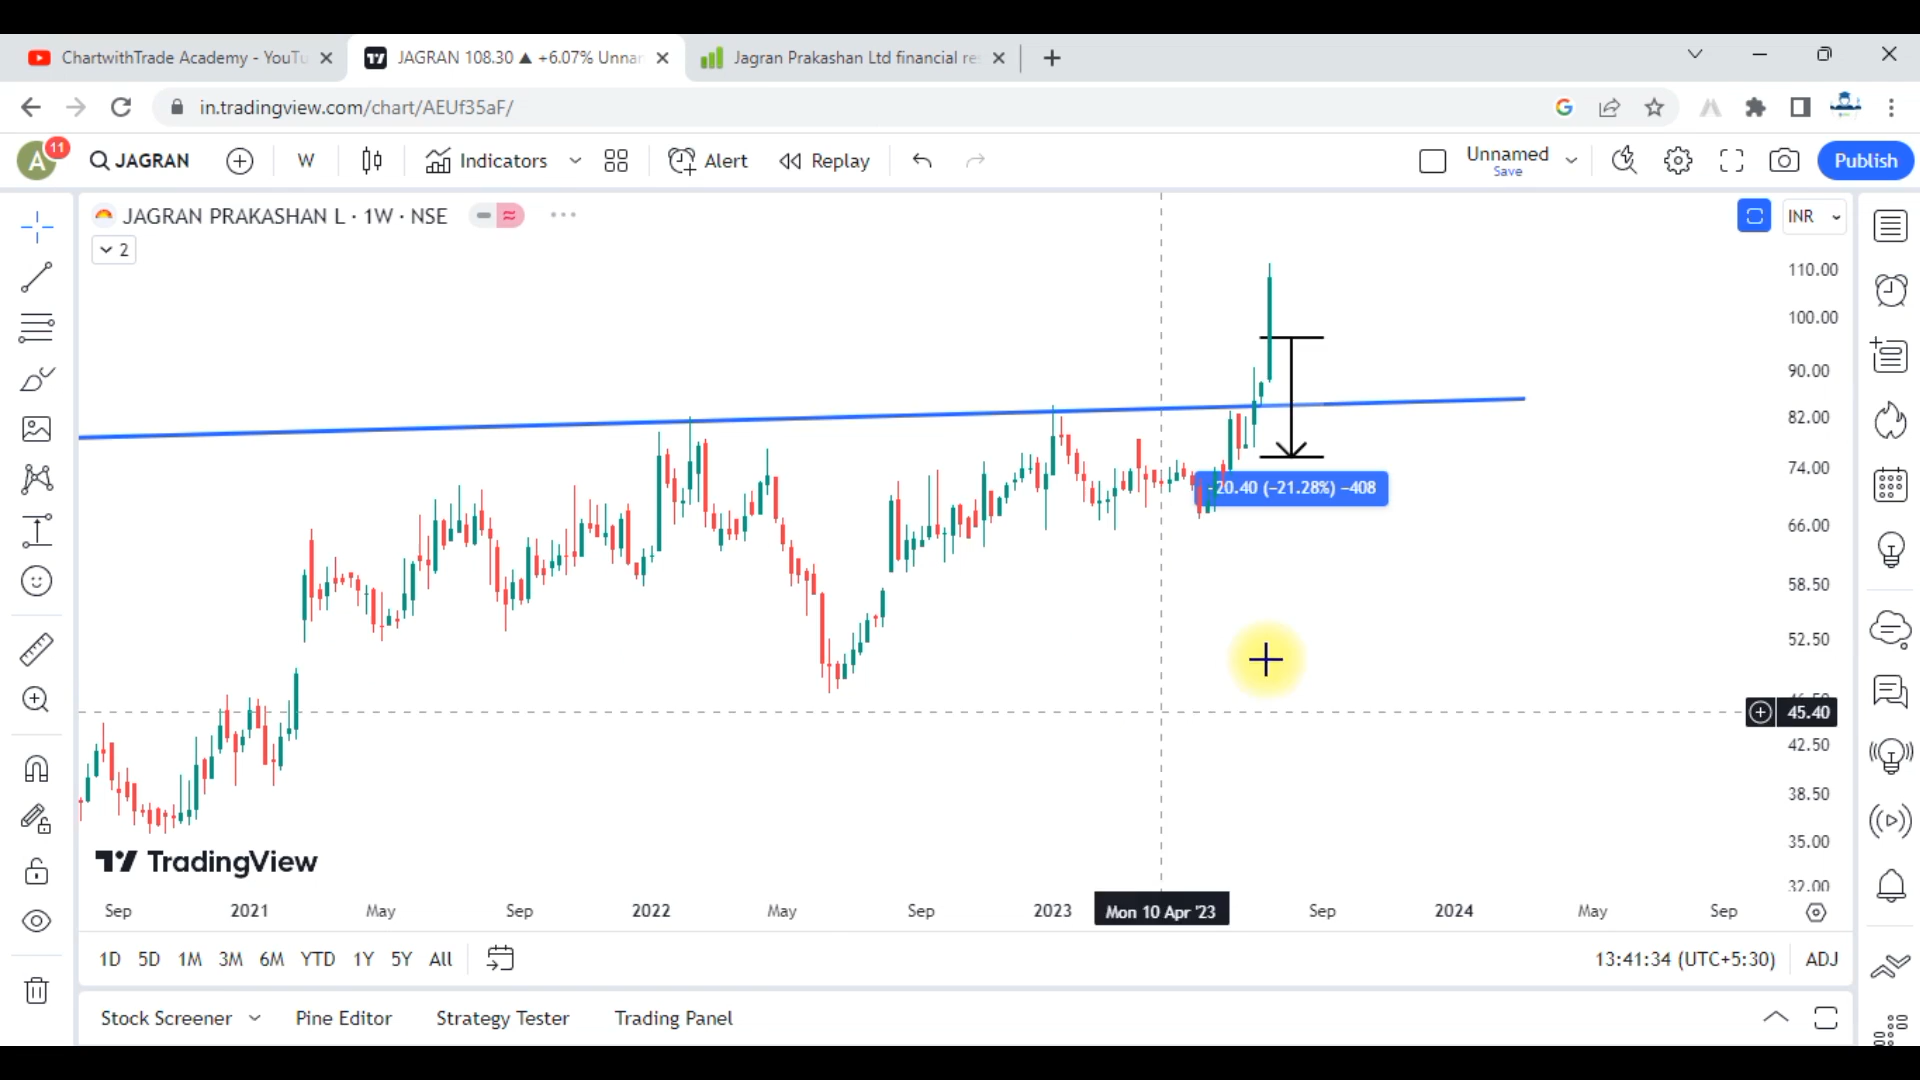 ChartwithTrade Academy - YouTu
JAGRAN 108.30 ▲ +6.07% Unnar
Jagran Prakashan Ltd financial re
in.tradingview.com/chart/AEUf35aF/
A
11
JAGRAN
W
Indicators
Alert
Replay
Unnamed
Save
Publish
JAGRAN PRAKASHAN L · 1W · NSE
INR
2
110.00
100.00
90.00
82.00
74.00
-20.40 (−21.28%) −408
66.00
58.50
52.50
46.50
45.40
42.50
38.50
35.00
32.00
TradingView
Sep
2021
May
Sep
2022
May
Sep
2023
Mon 10 Apr '23
Sep
2024
May
Sep
1D 5D 1M 3M 6M YTD 1Y 5Y All
13:41:34 (UTC+5:30)
ADJ
Stock Screener
Pine Editor
Strategy Tester
Trading Panel